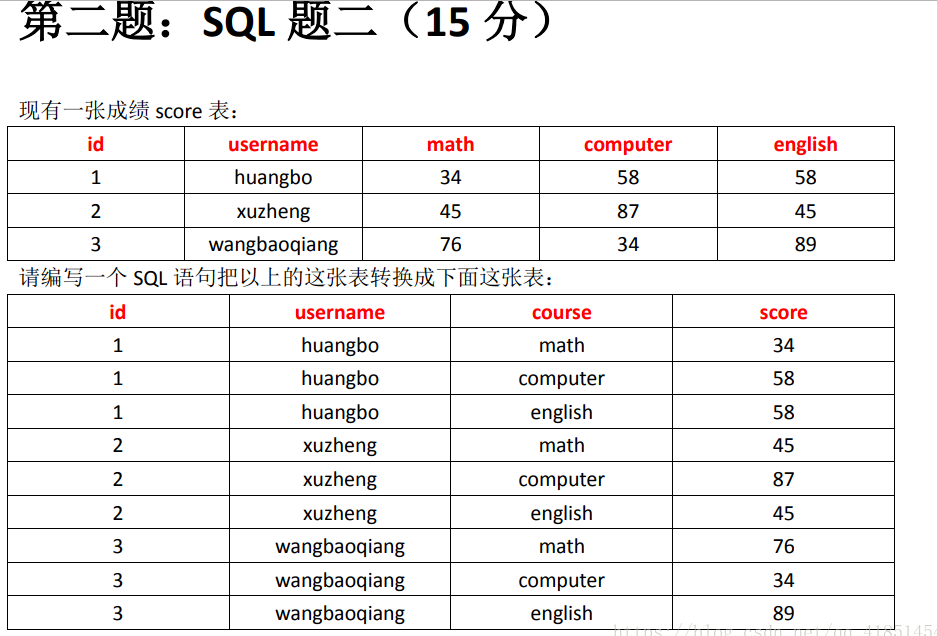 第二题：SQL 题二（15 分）
现有一张成绩 score 表：
id username math computer english
1 huangbo 34 58 58
2 xuzheng 45 87 45
3 wangbaoqiang 76 34 89
请编写一个 SQL 语句把以上的这张表转换成下面这张表：
id username course score
1 huangbo math 34
1 huangbo computer 58
1 huangbo english 58
2 xuzheng math 45
2 xuzheng computer 87
2 xuzheng english 45
3 wangbaoqiang math 76
3 wangbaoqiang computer 34
3 wangbaoqiang english 89